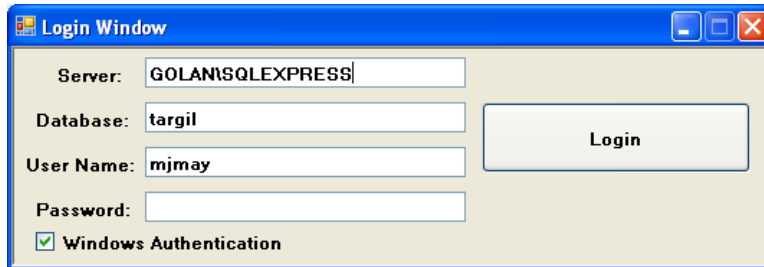 Login Window
Server: GOLAN\SQLEXPRESS
Database: targil
Login
User Name: mjmay
Password:
Windows Authentication